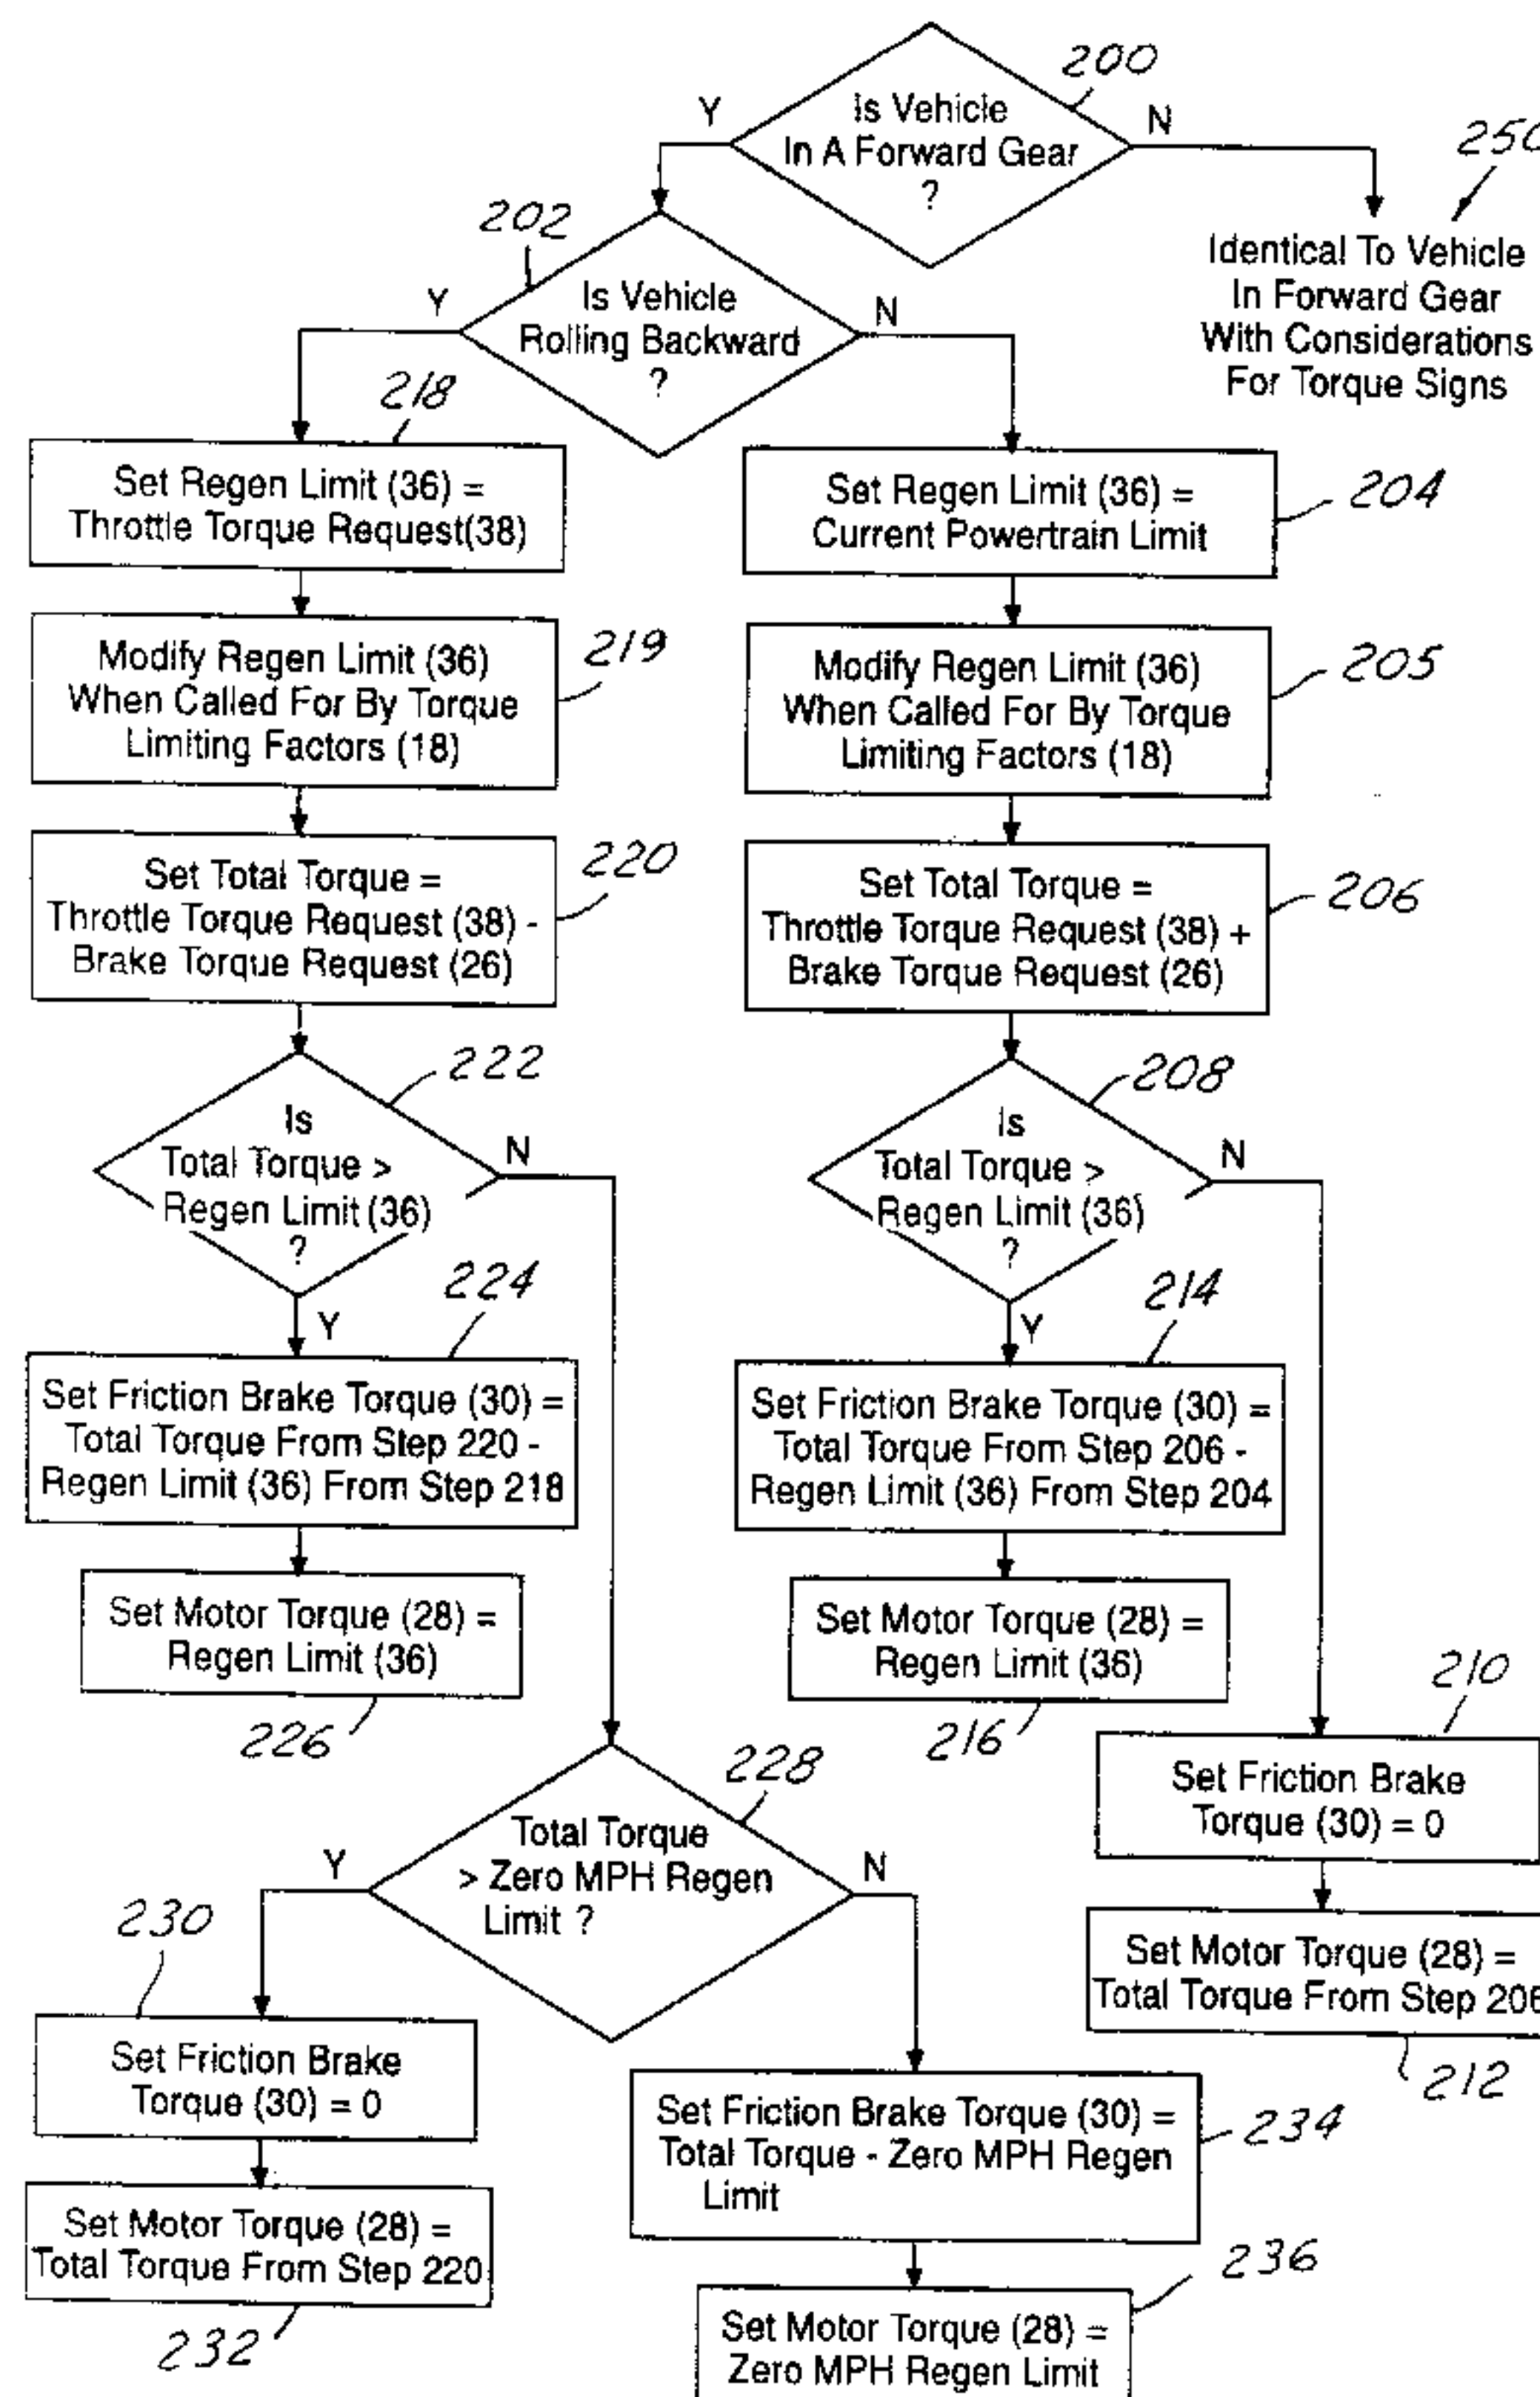 200
Is Vehicle
In A Forward Gear
?
Y
N
250
Identical To Vehicle
In Forward Gear
With Considerations
For Torque Signs
202
Is Vehicle
Rolling Backward
?
Y
N
218
Set Regen Limit (36) =
Throttle Torque Request(38)
204
Set Regen Limit (36) =
Current Powertrain Limit
219
Modify Regen Limit (36)
When Called For By Torque
Limiting Factors (18)
205
Modify Regen Limit (36)
When Called For By Torque
Limiting Factors (18)
220
Set Total Torque =
Throttle Torque Request (38) -
Brake Torque Request (26)
206
Set Total Torque =
Throttle Torque Request (38) +
Brake Torque Request (26)
222
Is
Total Torque >
Regen Limit (36)
?
N
Y
208
Is
Total Torque >
Regen Limit (36)
?
N
Y
224
Set Friction Brake Torque (30) =
Total Torque From Step 220 -
Regen Limit (36) From Step 218
214
Set Friction Brake Torque (30) =
Total Torque From Step 206 -
Regen Limit (36) From Step 204
Set Motor Torque (28) =
Regen Limit (36)
226
Set Motor Torque (28) =
Regen Limit (36)
216
210
Set Friction Brake
Torque (30) = 0
228
Total Torque
> Zero MPH Regen
Limit ?
Y
N
Set Motor Torque (28) =
Total Torque From Step 206
212
230
Set Friction Brake
Torque (30) = 0
234
Set Friction Brake Torque (30) =
Total Torque - Zero MPH Regen
Limit
Set Motor Torque (28) =
Total Torque From Step 220
232
236
Set Motor Torque (28) =
Zero MPH Regen Limit